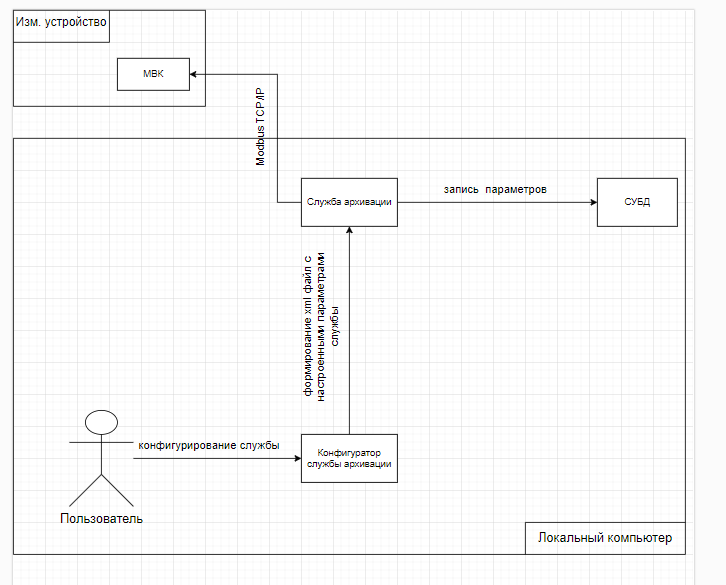 Изм. устройство
МВК
Modbus TCP/IP
Служба архивации
запись параметров
СУБД
формирование xml файл с
настроенными параметрами
службы
конфигурирование службы
Конфигуратор
службы архивации
Пользователь
Локальный компьютер